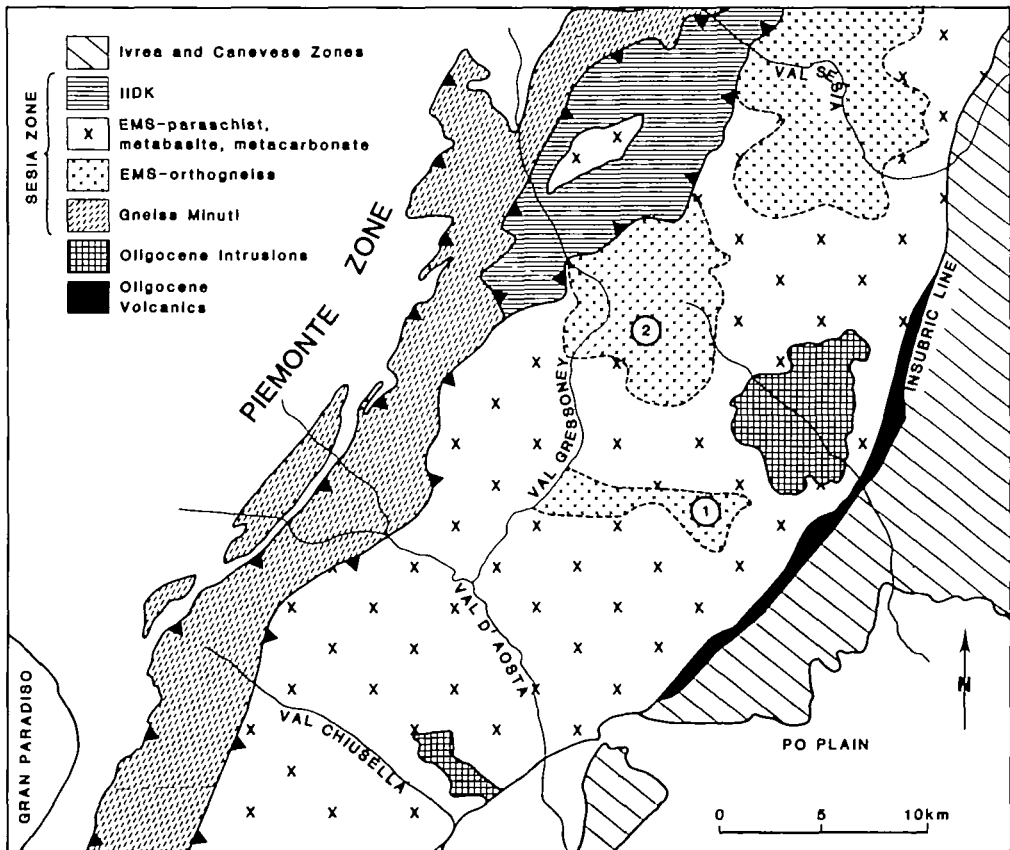 Ivrea and Canevese Zones
SESIA ZONE
IIDK
x EMS-paraschist,
metabasite, metacarbonate
EMS-orthogneiss
Gneiss Minuti
Oligocene Intrusions
Oligocene
Volcanics
PIEMONTE ZONE
VAL SESIA
INSUBRIC LINE
2
VAL GRESSONEY
1
VAL D'AOSTA
GRAN PARADISO
VAL CHIUSELLA
N
PO PLAIN
0 5 10km